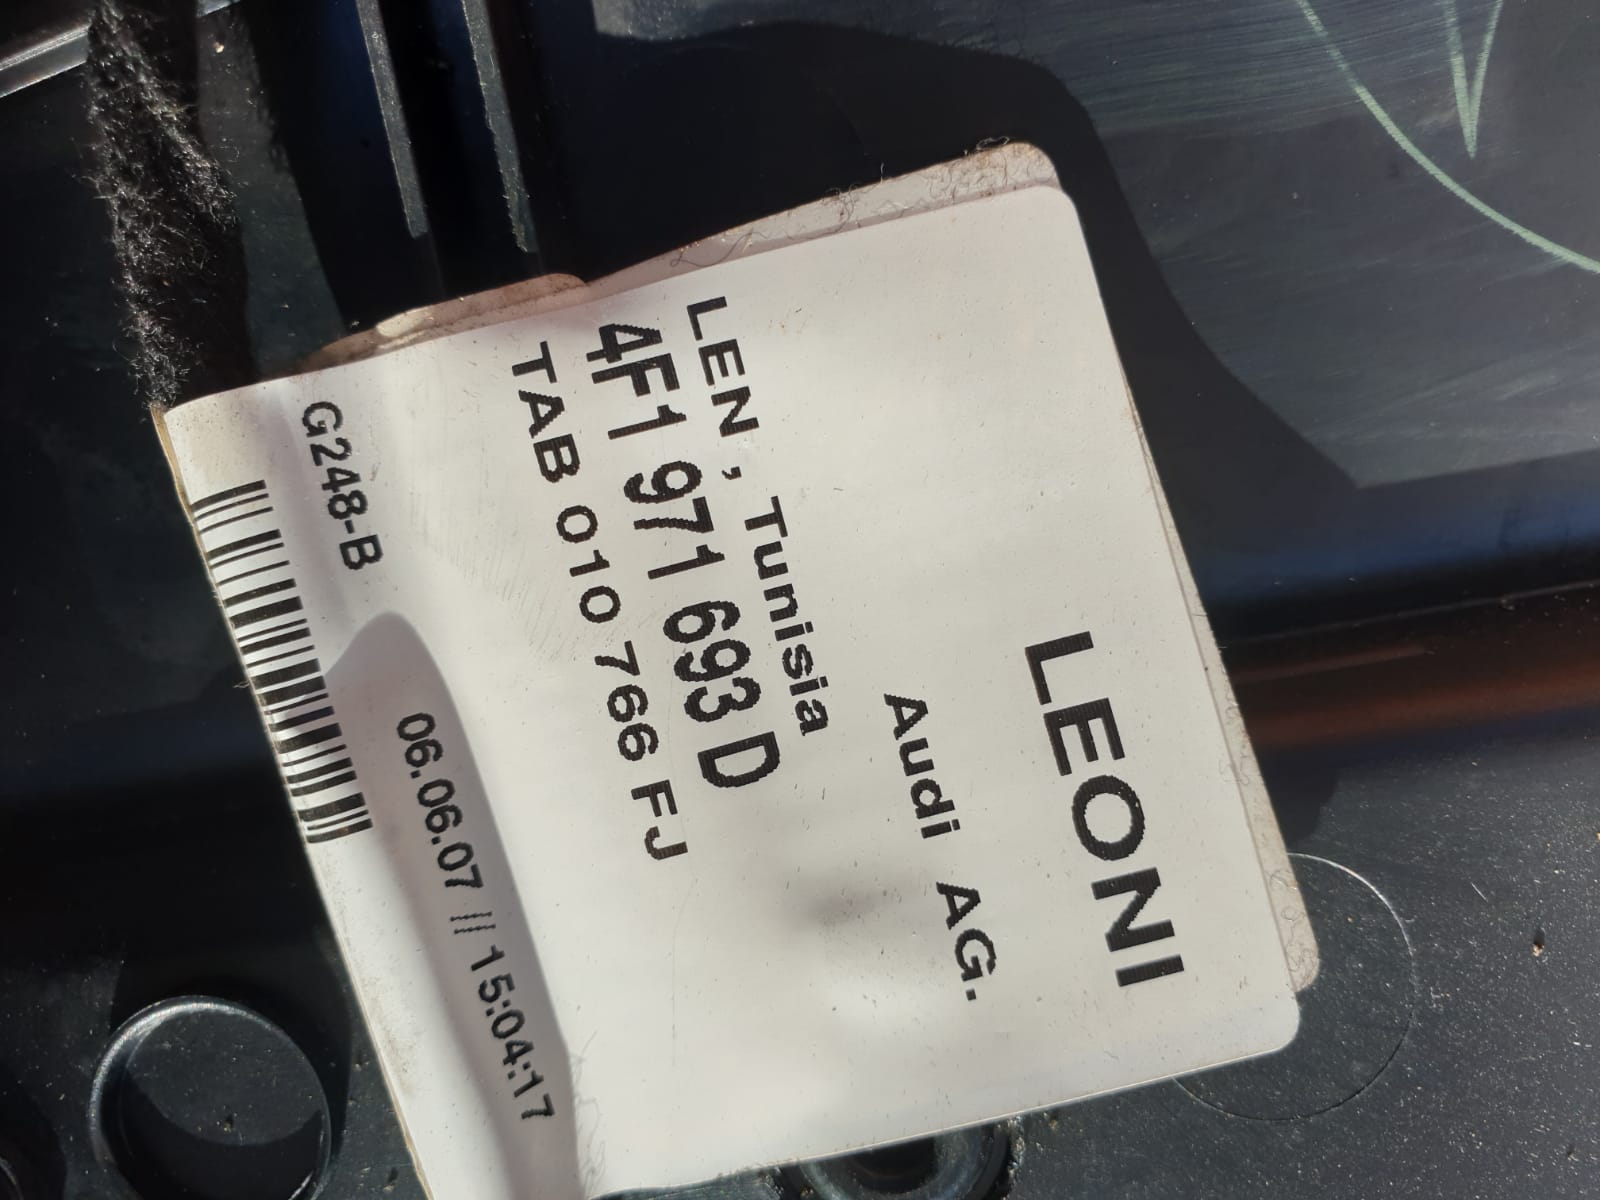 LEONI
Audi AG.
LEN , Tunisia
4F1 971 693 D
TAB 010 766 FJ
G248-B
06.06.07 // 15:04:17